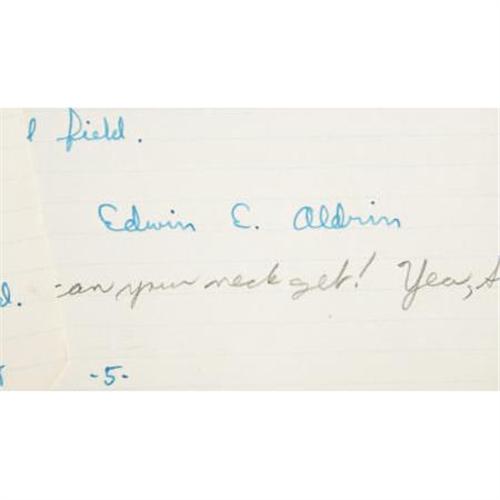 l field.
Edwin E. Aldrin
can your neck get! Yea,
d.
-5-